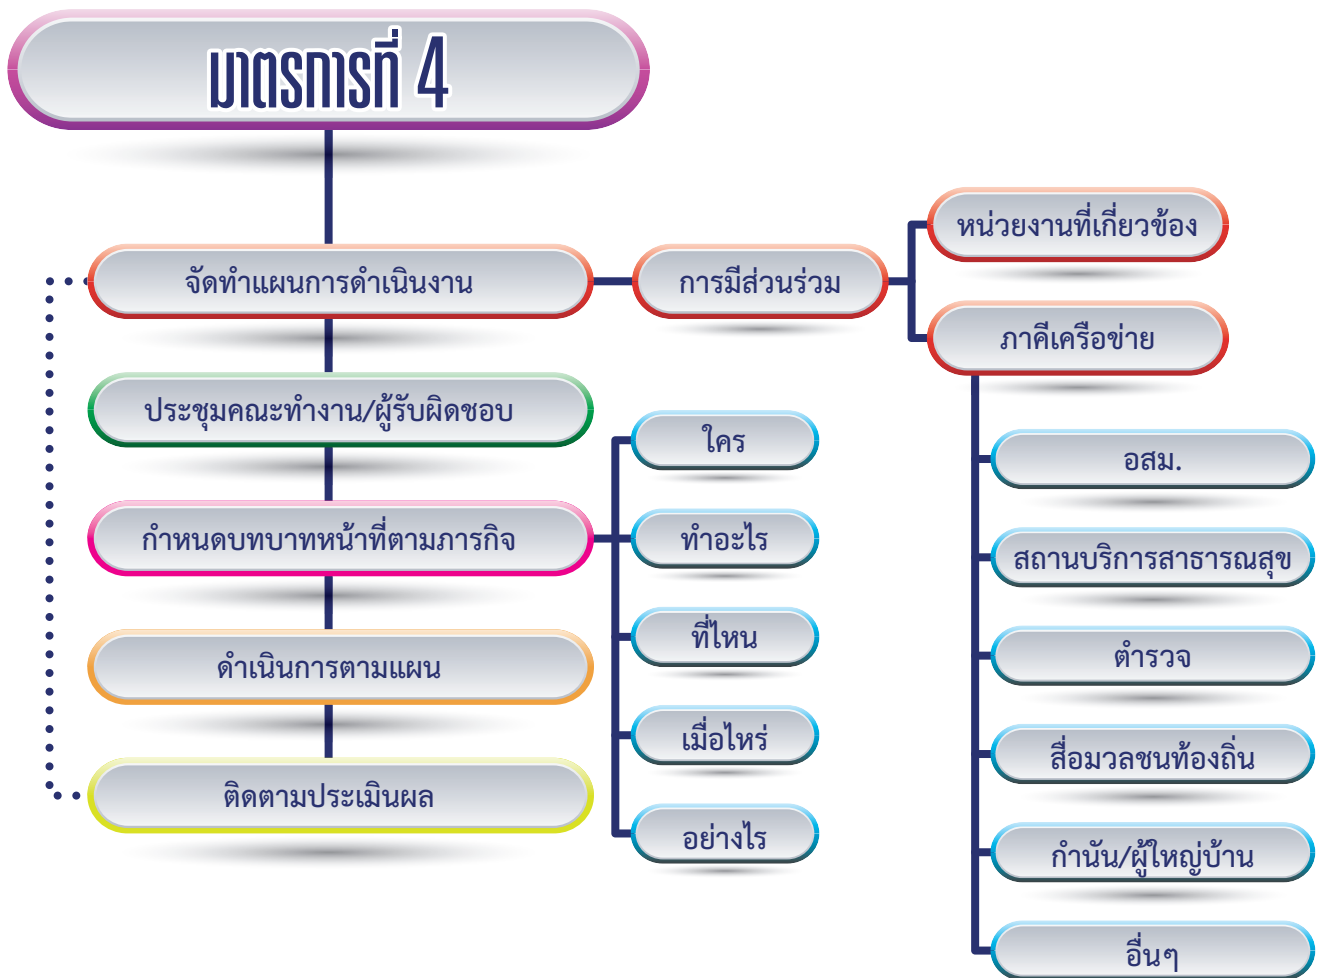 มาตรการที่ 4
จัดทำแผนการดำเนินงาน
การมีส่วนร่วม
หน่วยงานที่เกี่ยวข้อง
ภาคีเครือข่าย
อสม.
สถานบริการสาธารณสุข
ตำรวจ
สื่อมวลชนท้องถิ่น
กำนัน/ผู้ใหญ่บ้าน
อื่นๆ
ประชุมคณะทำงาน/ผู้รับผิดชอบ
กำหนดบทบาทหน้าที่ตามภารกิจ
ใคร
ทำอะไร
ที่ไหน
เมื่อไหร่
อย่างไร
ดำเนินการตามแผน
ติดตามประเมินผล